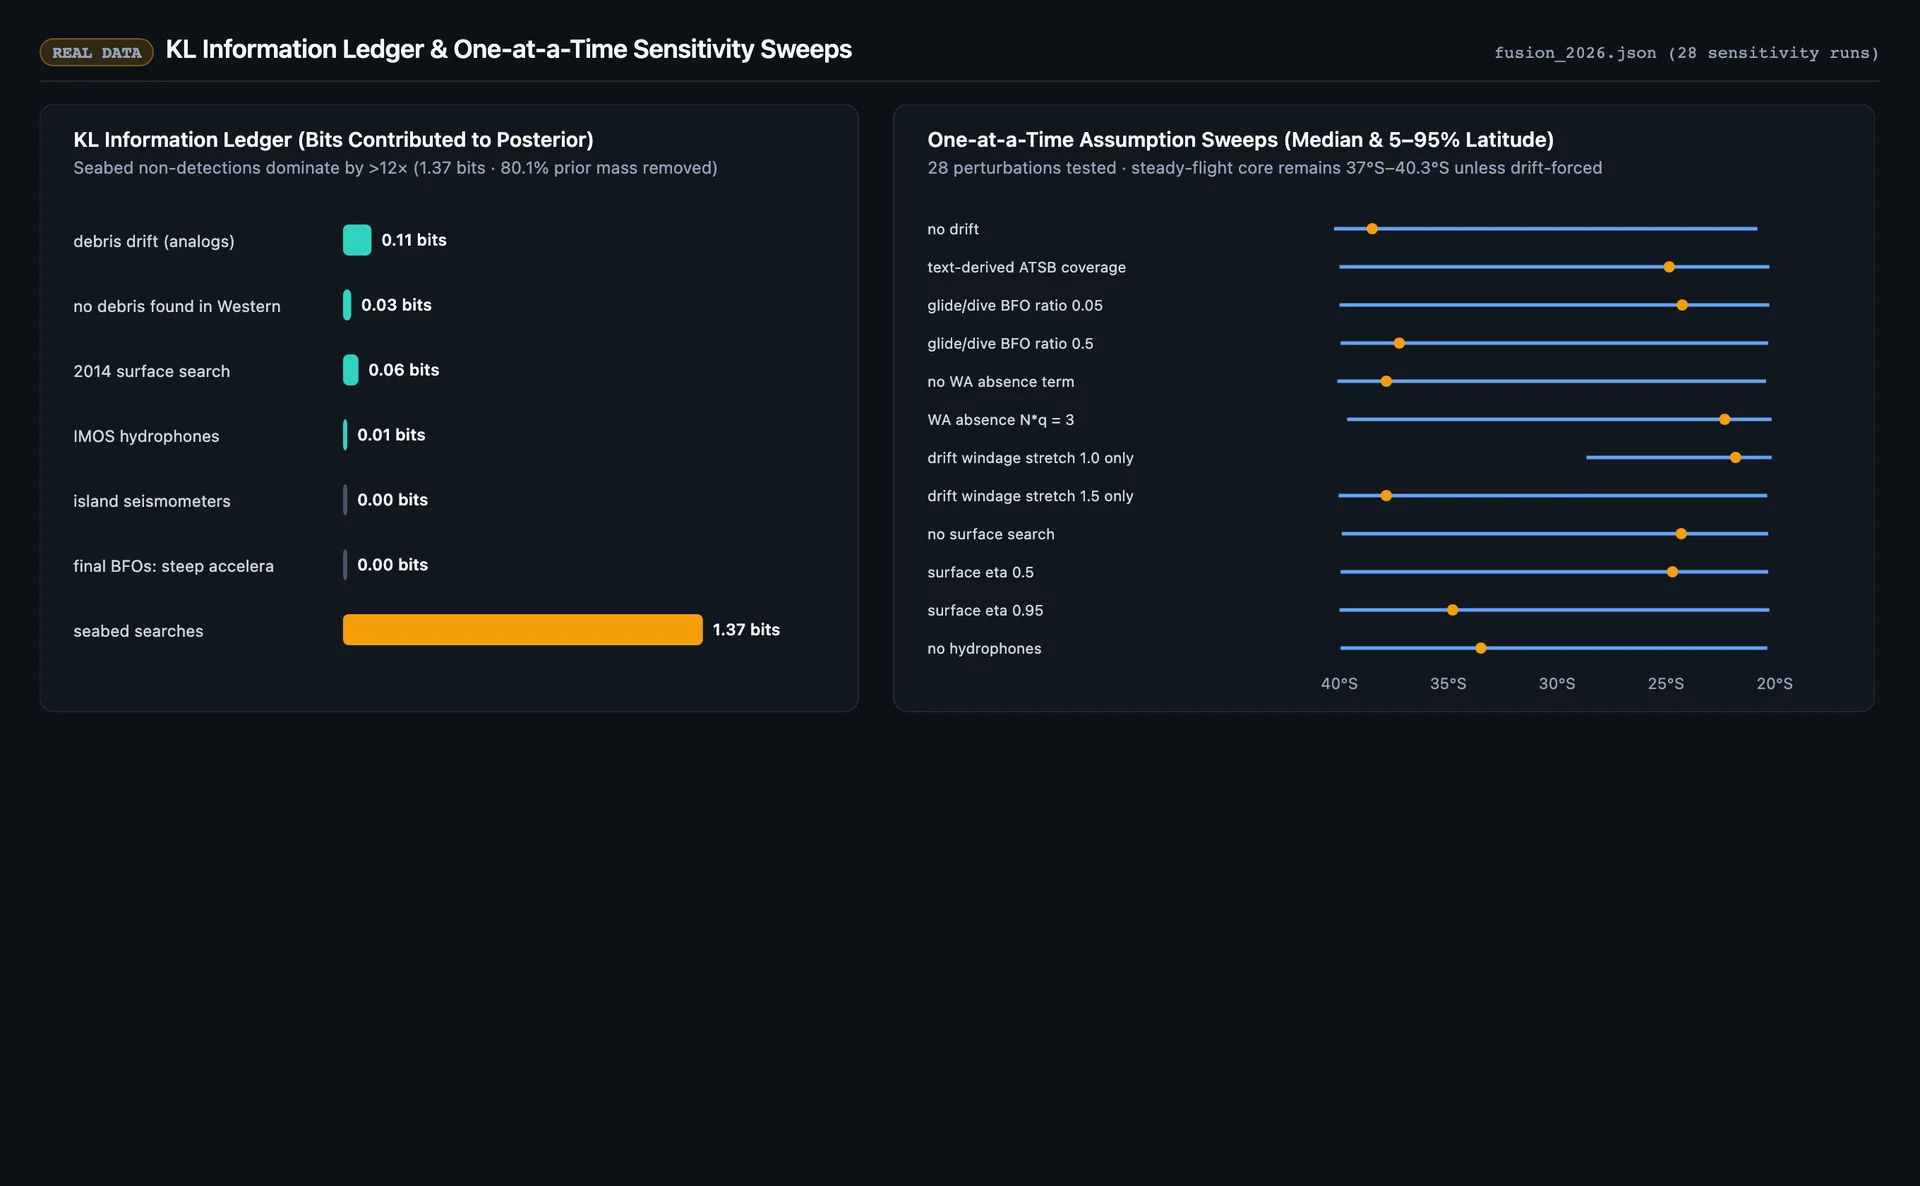 REAL DATA
KL Information Ledger & One-at-a-Time Sensitivity Sweeps
fusion_2026.json (28 sensitivity runs)
KL Information Ledger (Bits Contributed to Posterior)
Seabed non-detections dominate by >12× (1.37 bits · 80.1% prior mass removed)
debris drift (analogs)
0.11 bits
no debris found in Western
0.03 bits
2014 surface search
0.06 bits
IMOS hydrophones
0.01 bits
island seismometers
0.00 bits
final BFOs: steep accelera
0.00 bits
seabed searches
1.37 bits
One-at-a-Time Assumption Sweeps (Median & 5–95% Latitude)
28 perturbations tested · steady-flight core remains 37°S–40.3°S unless drift-forced
no drift
text-derived ATSB coverage
glide/dive BFO ratio 0.05
glide/dive BFO ratio 0.5
no WA absence term
WA absence N*q = 3
drift windage stretch 1.0 only
drift windage stretch 1.5 only
no surface search
surface eta 0.5
surface eta 0.95
no hydrophones
40°S 35°S 30°S 25°S 20°S